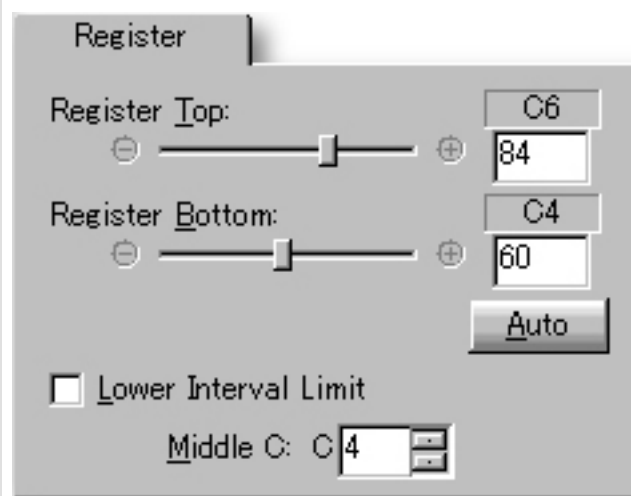 Register
Register Top:
C6
84
Register Bottom:
C4
60
Auto
Lower Interval Limit
Middle C: C 4